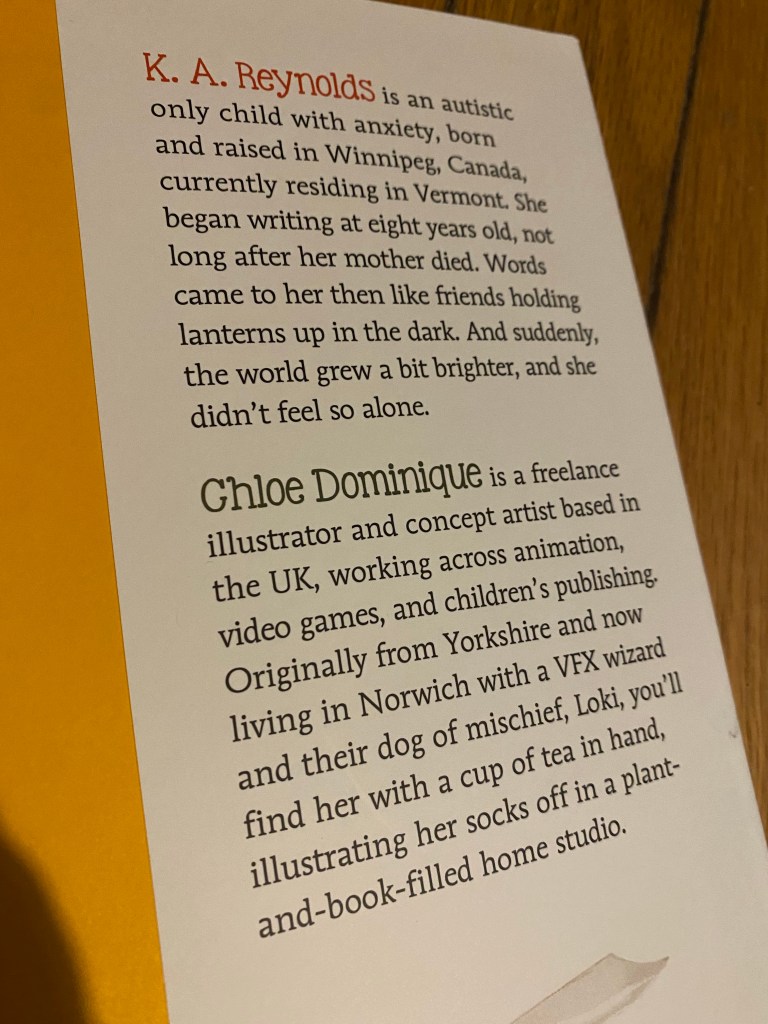 K. A. Reynolds is an autistic
only child with anxiety, born
and raised in Winnipeg, Canada,
currently residing in Vermont. She
began writing at eight years old, not
long after her mother died. Words
came to her then like friends holding
lanterns up in the dark. And suddenly,
the world grew a bit brighter, and she
didn't feel so alone.
Chloe Dominique is a freelance
illustrator and concept artist based in
the UK, working across animation,
video games, and children's publishing.
Originally from Yorkshire and now
living in Norwich with a VFX wizard
and their dog of mischief, Loki, you'll
find her with a cup of tea in hand,
illustrating her socks off in a plant-
and-book-filled home studio.